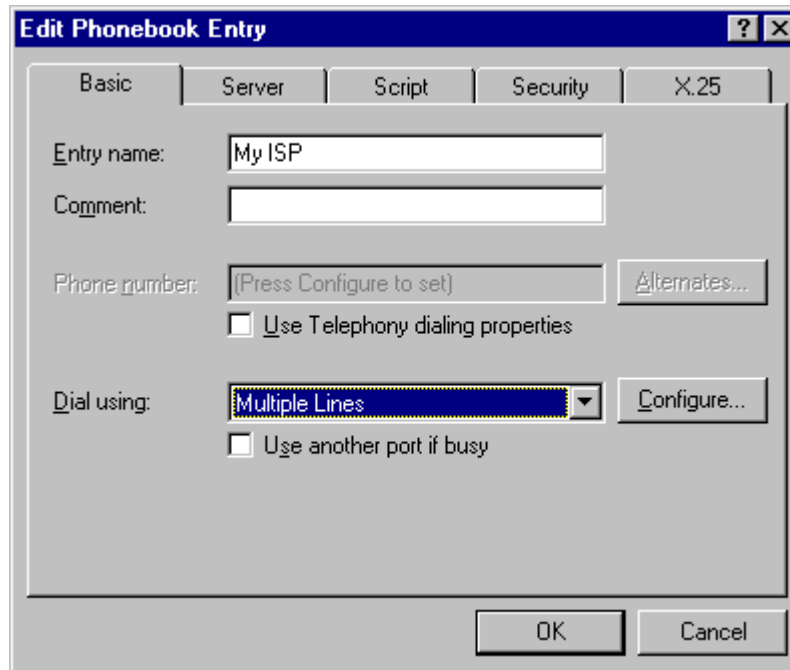 Edit Phonebook Entry
Basic Server Script Security X.25
Entry name: My ISP
Comment:
Phone number: (Press Configure to set) Alternates...
Use Telephony dialing properties
Dial using: Multiple Lines Configure...
Use another port if busy
OK Cancel